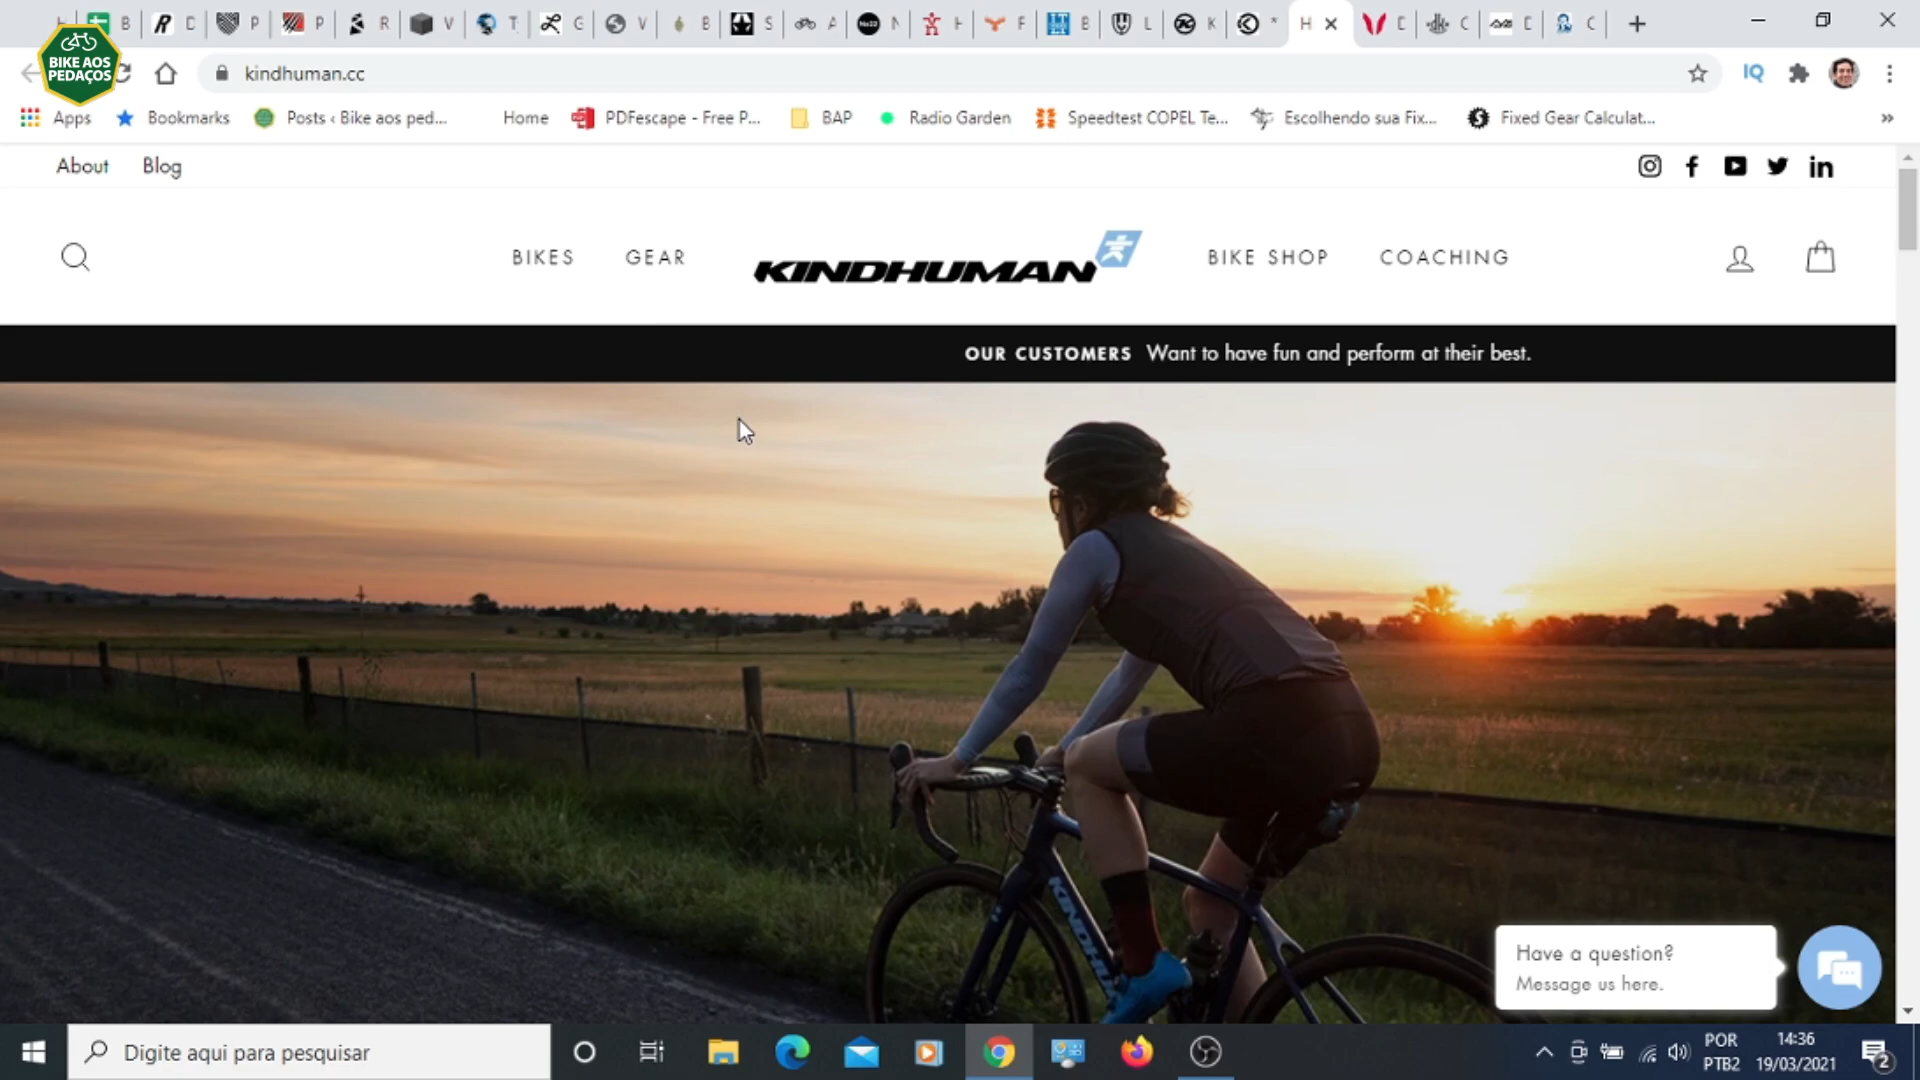 B D P P R V T G V B S A N H F B L K * H D C D C
BIKE AOS
PEDAÇOS
kindhuman.cc
IQ
Apps Bookmarks Posts ‹ Bike aos ped... Home PDFescape - Free P... BAP Radio Garden Speedtest COPEL Te... Escolhendo sua Fix... Fixed Gear Calculat... »
About Blog
BIKES GEAR KINDHUMAN BIKE SHOP COACHING
OUR CUSTOMERS Want to have fun and perform at their best.
Have a question?
Message us here.
Digite aqui para pesquisar
POR
PTB2
14:36
19/03/2021
2